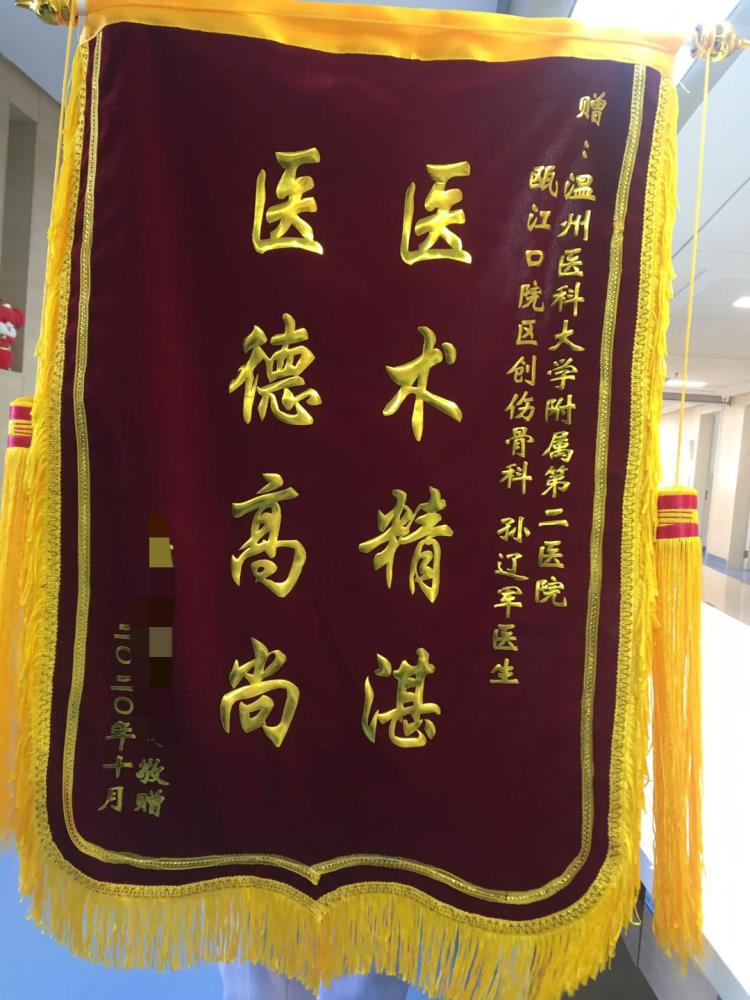 赠：温州医科大学附属第二医院
瓯江口院区创伤骨科 孙辽军医生
医术精湛
医德高尚
敬赠
二〇二〇年十月